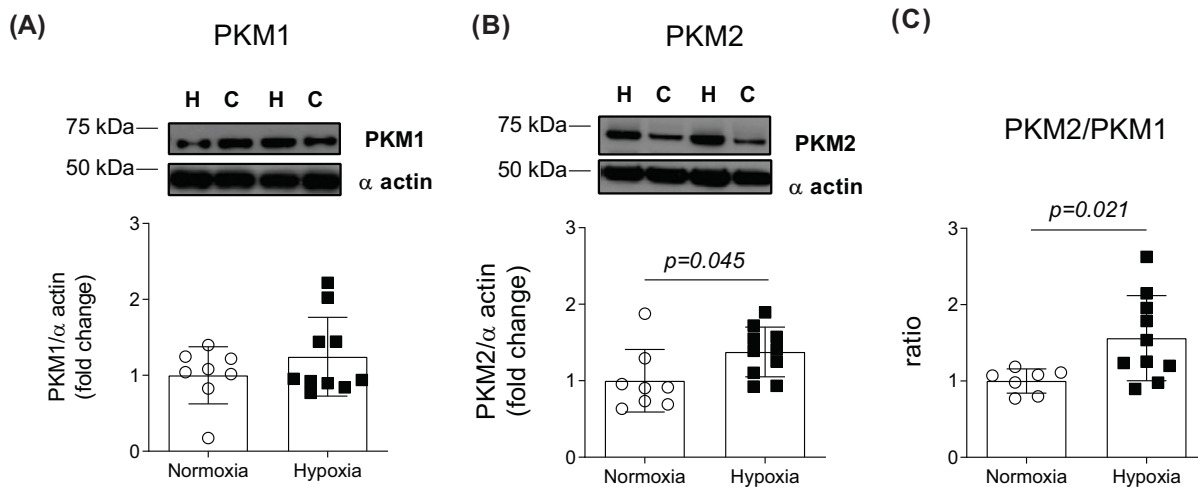 (A)
PKM1
H C H C
75 kDa
PKM1
50 kDa
α actin
PKM1/α actin
(fold change)
3
2
1
0
Normoxia
Hypoxia
(B)
PKM2
H C H C
75 kDa
PKM2
50 kDa
α actin
PKM2/α actin
(fold change)
3
2
1
0
p=0.045
Normoxia
Hypoxia
(C)
PKM2/PKM1
p=0.021
ratio
3
2
1
0
Normoxia
Hypoxia